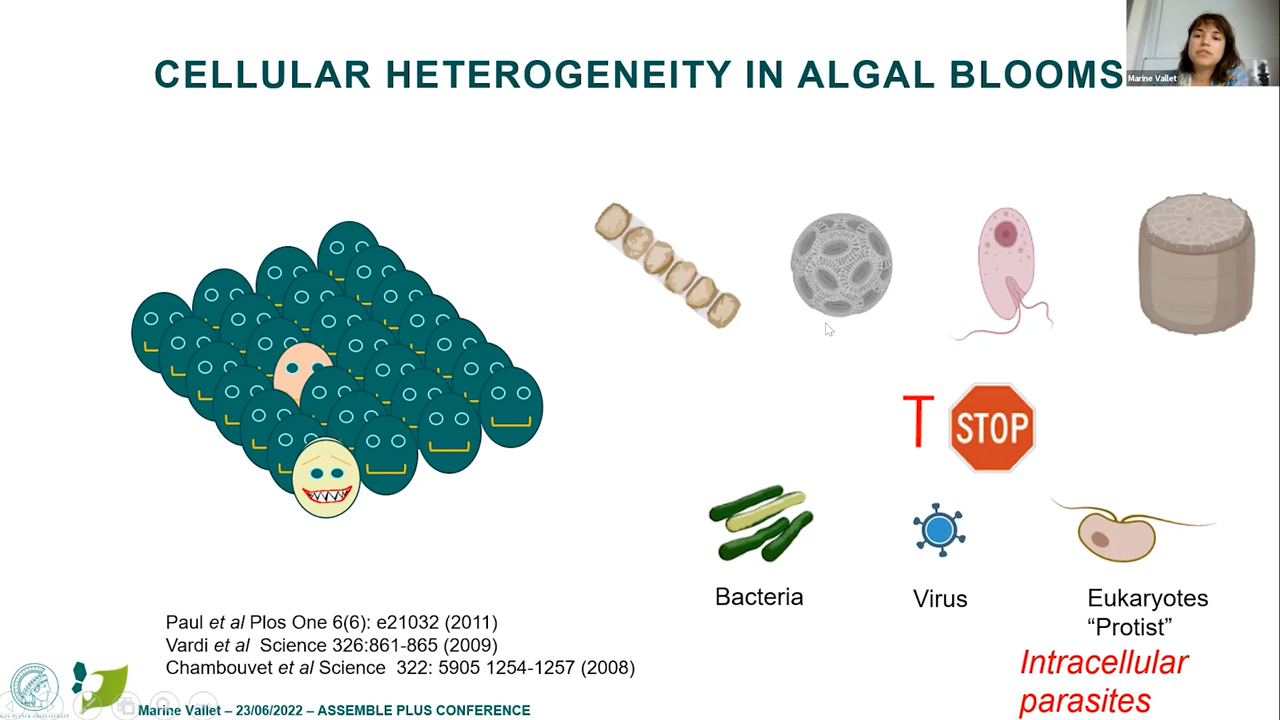 CELLULAR HETEROGENEITY IN ALGAL BLOOMS
Marine Vallet
T STOP
Bacteria
Virus
Eukaryotes
“Protist”
Intracellular
parasites
Paul et al Plos One 6(6): e21032 (2011)
Vardi et al Science 326:861-865 (2009)
Chambouvet et al Science 322: 5905 1254-1257 (2008)
Marine Vallet – 23/06/2022 – ASSEMBLE PLUS CONFERENCE